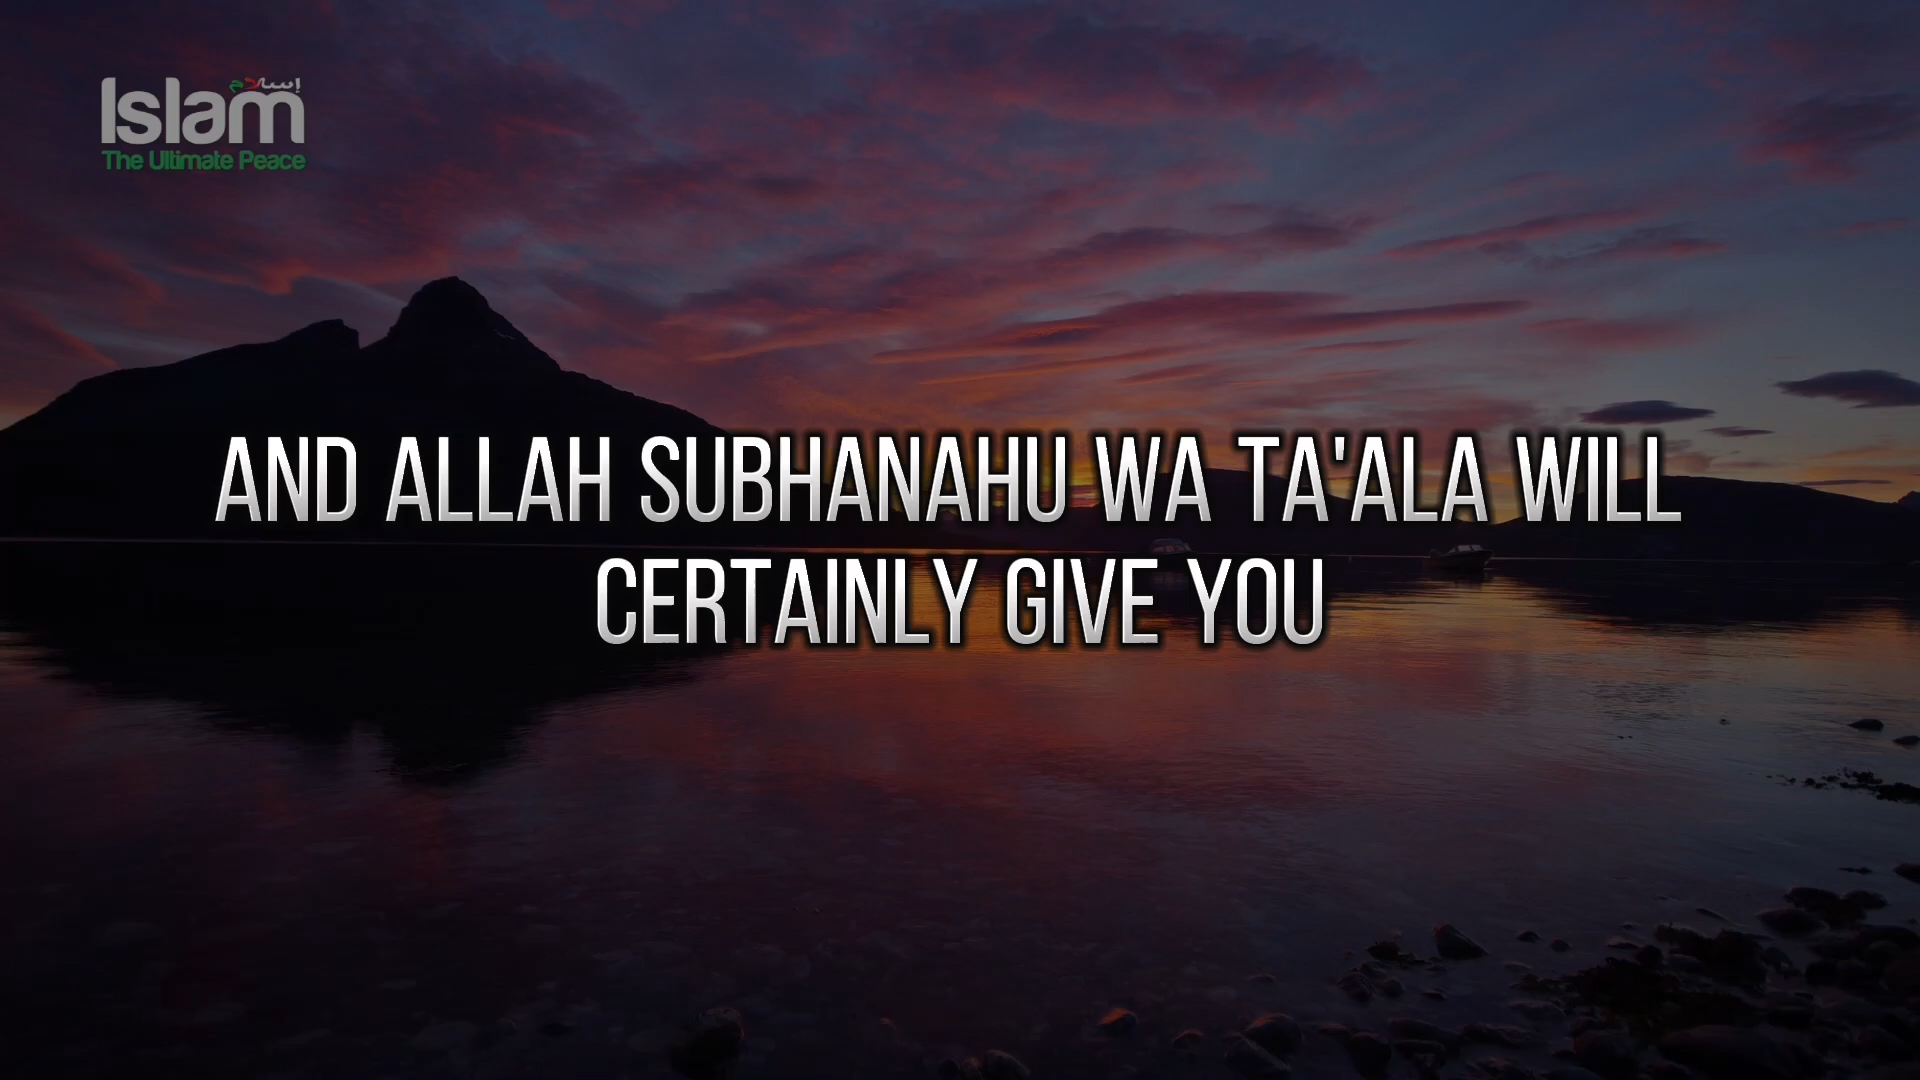 إسلام
Islam
The Ultimate Peace
AND ALLAH SUBHANAHU WA TA'ALA WILL
CERTAINLY GIVE YOU